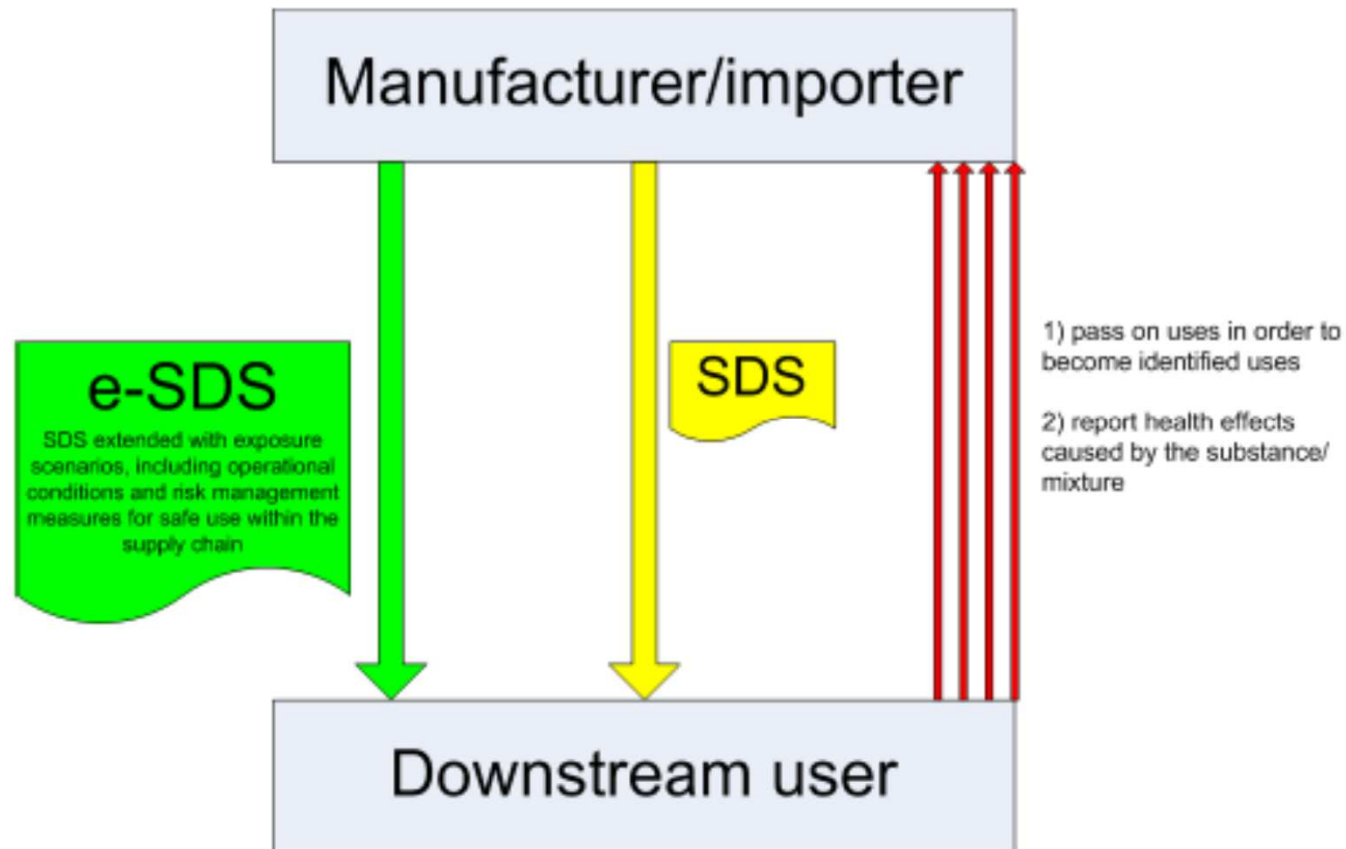 Manufacturer/importer
e-SDS
SDS extended with exposure
scenarios, including operational
conditions and risk management
measures for safe use within the
supply chain
SDS
1) pass on uses in order to
become identified uses
2) report health effects
caused by the substance/
mixture
Downstream user